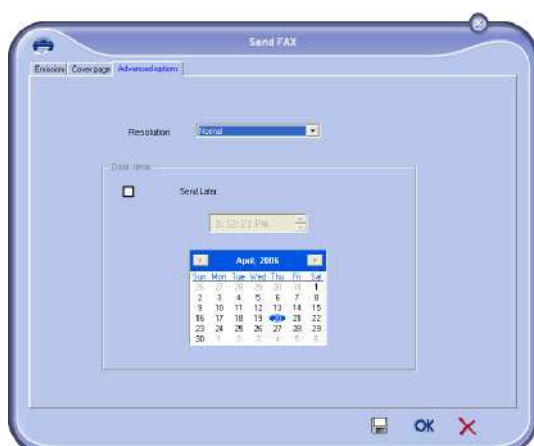 Send FAX
Emission Cover page Advanced options
Resolution Normal
Date, time
Send Later
3:12:21 PM
April, 2006
Sun Mon Tue Wed Thu Fri Sat
26 27 28 29 30 31 1
2 3 4 5 6 7 8
9 10 11 12 13 14 15
16 17 18 19 20 21 22
23 24 25 26 27 28 29
30 1 2 3 4 5 6
OK